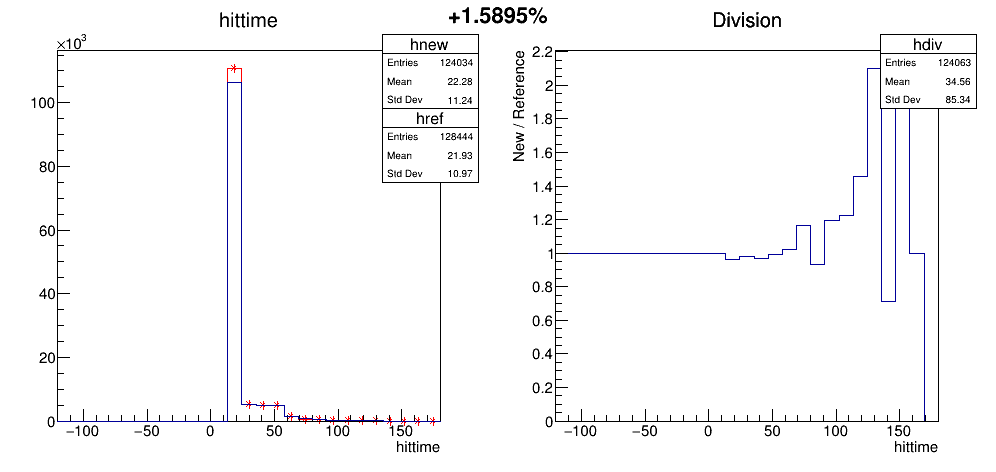 +1.5895%
hittime
×10³
100
80
60
40
20
0
−100 −50 0 50 100 150
hittime
hnew
Entries 124034
Mean 22.28
Std Dev 11.24
href
Entries 128444
Mean 21.93
Std Dev 10.97
Division
New / Reference
2.2
2
1.8
1.6
1.4
1.2
1
0.8
0.6
0.4
0.2
0
−100 −50 0 50 100 150
hittime
hdiv
Entries 124063
Mean 34.56
Std Dev 85.34